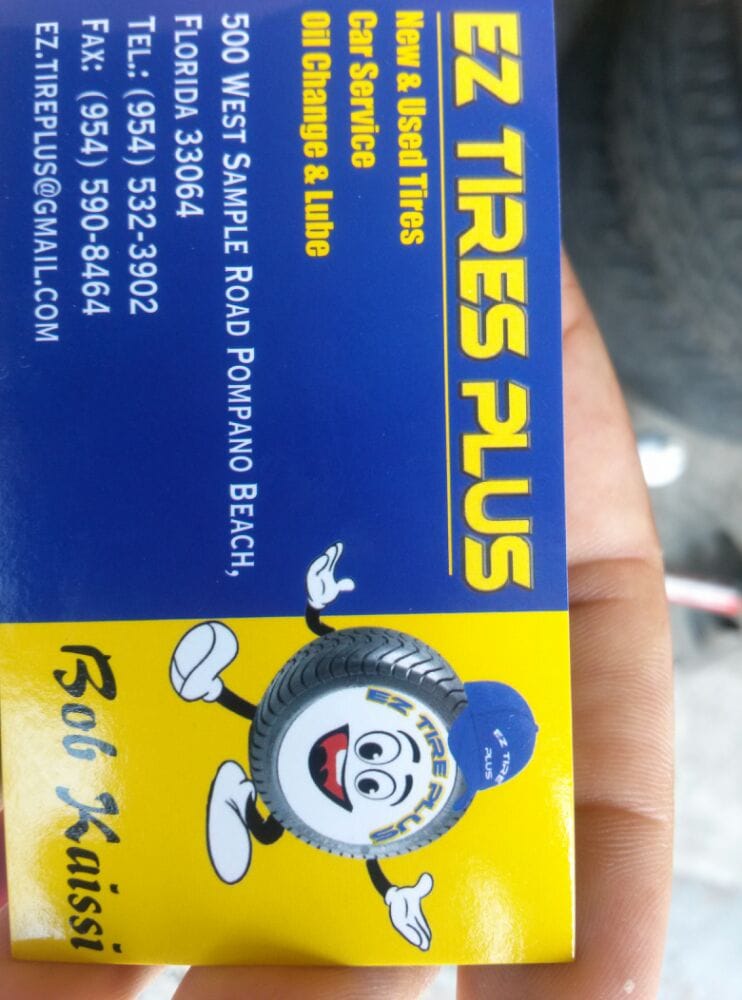 EZ TIRES PLUS
New & Used Tires
Car Service
Oil Change & Lube
500 WEST SAMPLE ROAD POMPANO BEACH,
FLORIDA 33064
TEL.: (954) 532-3902
FAX: (954) 590-8464
EZ.TIREPLUS@GMAIL.COM
EZ TIRE
PLUS
EZ TIRE PLUS
Bob Kaissi